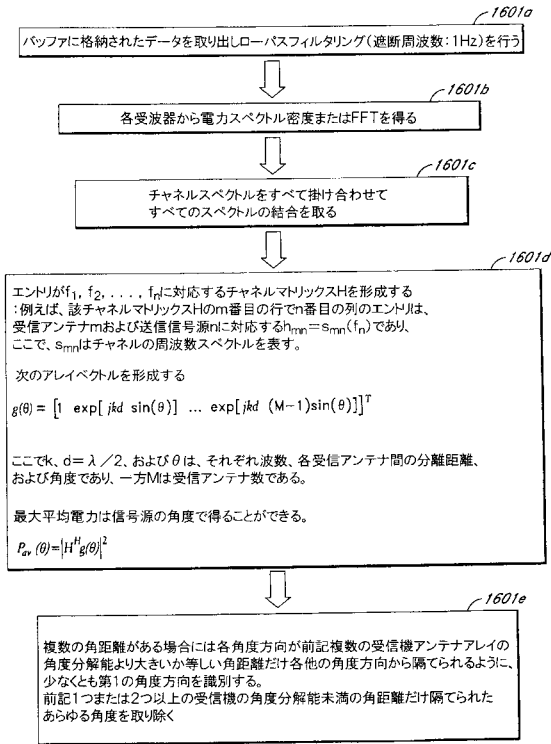 1601a
バッファに格納されたデータを取り出しローパスフィルタリング(遮断周波数:1Hz)を行う
1601b
各受波器から電力スペクトル密度またはFFTを得る
1601c
チャネルスペクトルをすべて掛け合わせて
すべてのスペクトルの結合を取る
1601d
エントリがf₁, f₂, . . . , fₙに対応するチャネルマトリックスHを形成する
:例えば、該チャネルマトリックスHのm番目の行でn番目の列のエントリは、
受信アンテナmおよび送信信号源nに対応するhₘₙ=sₘₙ(fₙ)であり、
ここで、sₘₙはチャネルの周波数スペクトルを表す。
次のアレイベクトルを形成する
g(θ) = [1 exp[jkd sin(θ)] ... exp[jkd (M−1)sin(θ)]]ᵀ
ここでk、d=λ/2、およびθは、それぞれ波数、各受信アンテナ間の分離距離、
および角度であり、一方Mは受信アンテナ数である。
最大平均電力は信号源の角度で得ることができる。
Pₐᵥ (θ)=|Hᴴg(θ)|²
1601e
複数の角距離がある場合には各角度方向が前記複数の受信機アンテナアレイの
角度分解能より大きいか等しい角距離だけ各他の角度方向から隔てられるように、
少なくとも第1の角度方向を識別する。
前記1つまたは2つ以上の受信機の角度分解能未満の角距離だけ隔てられた
あらゆる角度を取り除く